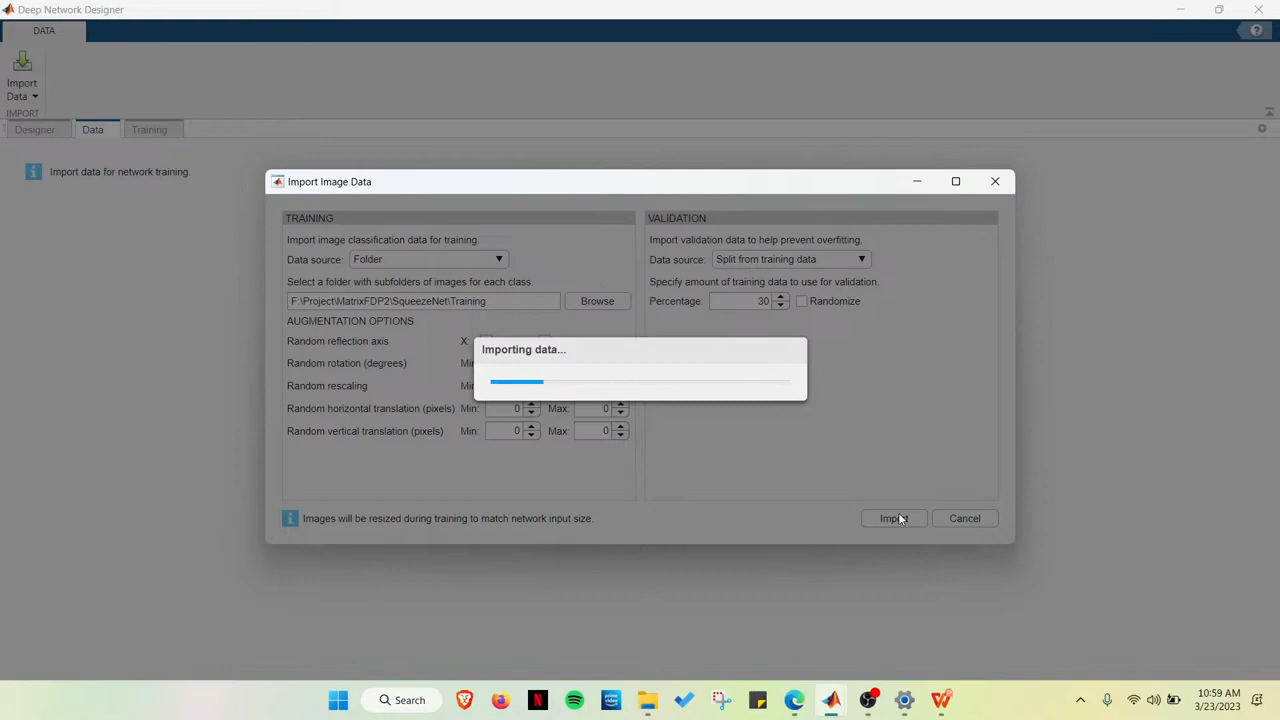 Deep Network Designer
DATA
Import
Data
IMPORT
Designer
Data
Training
Import data for network training.
Import Image Data
TRAINING
Import image classification data for training.
Data source: Folder
Select a folder with subfolders of images for each class.
F:\Project\MatrixFDP2\SqueezeNet\Training
Browse
AUGMENTATION OPTIONS
Random reflection axis X:
Random rotation (degrees)
Random rescaling
Random horizontal translation (pixels) Min: 0 Max: 0
Random vertical translation (pixels) Min: 0 Max: 0
VALIDATION
Import validation data to help prevent overfitting.
Data source: Split from training data
Specify amount of training data to use for validation.
Percentage: 30 Randomize
Importing data...
Images will be resized during training to match network input size.
Import
Cancel
Search
10:59 AM
3/23/2023